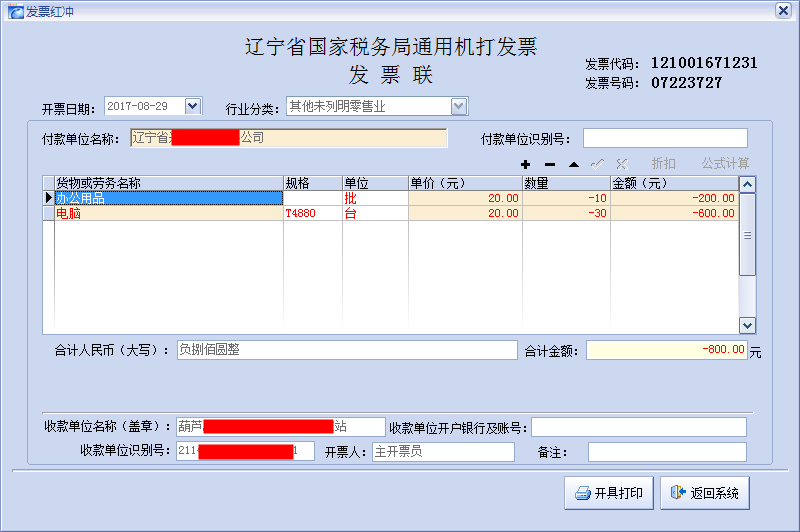 发票红冲
辽宁省国家税务局通用机打发票
发 票 联
发票代码： 121001671231
发票号码： 07223727
开票日期： 2017-08-29 行业分类： 其他未列明零售业
付款单位名称： 辽宁省 公司 付款单位识别号：
折扣 公式计算
货物或劳务名称 规格 单位 单价（元） 数量 金额（元）
办公用品 批 20.00 -10 -200.00
电脑 T4880 台 20.00 -30 -600.00
合计人民币（大写）： 负捌佰圆整 合计金额： -800.00 元
收款单位名称（盖章）： 葫芦 站 收款单位开户银行及账号：
收款单位识别号： 211 1 开票人： 主开票员 备注：
开具打印 返回系统